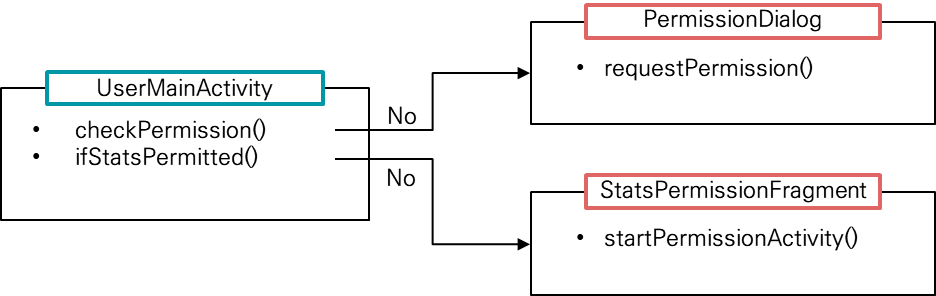 UserMainActivity
• checkPermission()
• ifStatsPermitted()
No
No
PermissionDialog
• requestPermission()
StatsPermissionFragment
• startPermissionActivity()